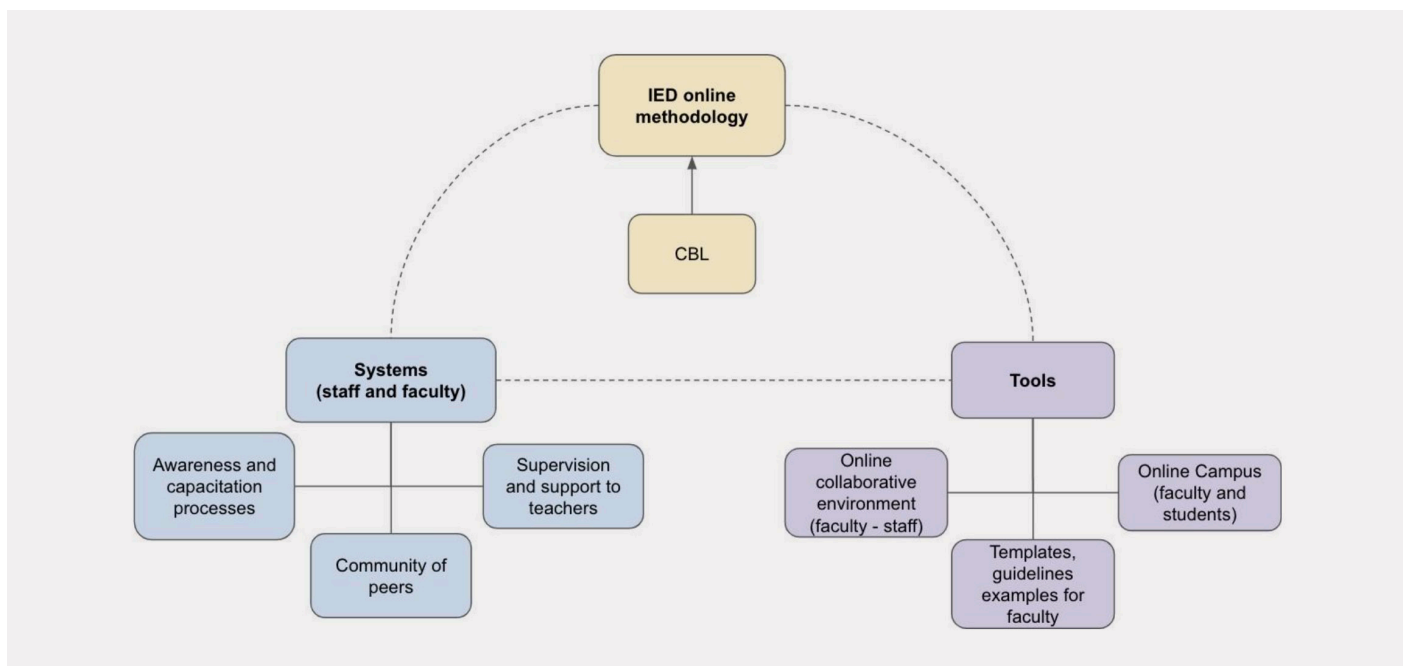 IED online
methodology
CBL
Systems
(staff and faculty)
Awareness and
capacitation
processes
Supervision
and support to
teachers
Community of
peers
Tools
Online
collaborative
environment
(faculty - staff)
Online Campus
(faculty and
students)
Templates,
guidelines
examples for
faculty